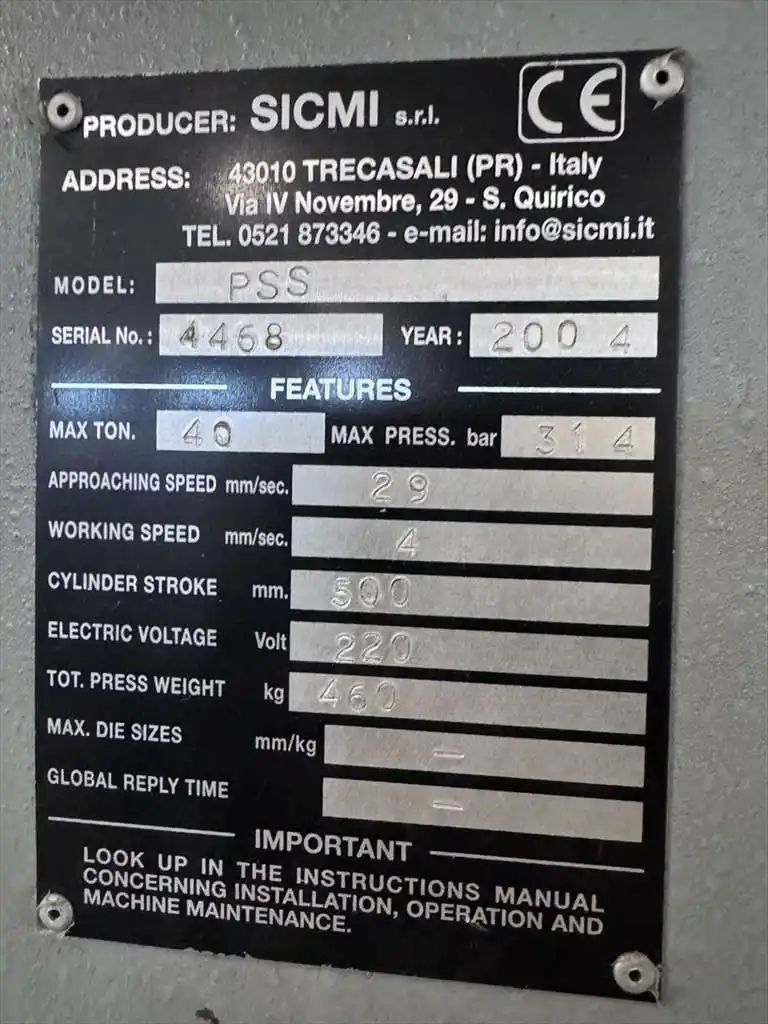 PRODUCER: SICMI s.r.l. CE
ADDRESS: 43010 TRECASALI (PR) - Italy
Via IV Novembre, 29 - S. Quirico
TEL. 0521 873346 - e-mail: info@sicmi.it
MODEL: PSS
SERIAL No.: 4468 YEAR: 2004
FEATURES
MAX TON. 40 MAX PRESS. bar 314
APPROACHING SPEED mm/sec. 29
WORKING SPEED mm/sec. 4
CYLINDER STROKE mm. 500
ELECTRIC VOLTAGE Volt 220
TOT. PRESS WEIGHT kg 460
MAX. DIE SIZES mm/kg -
GLOBAL REPLY TIME -
IMPORTANT
LOOK UP IN THE INSTRUCTIONS MANUAL
CONCERNING INSTALLATION, OPERATION AND
MACHINE MAINTENANCE.